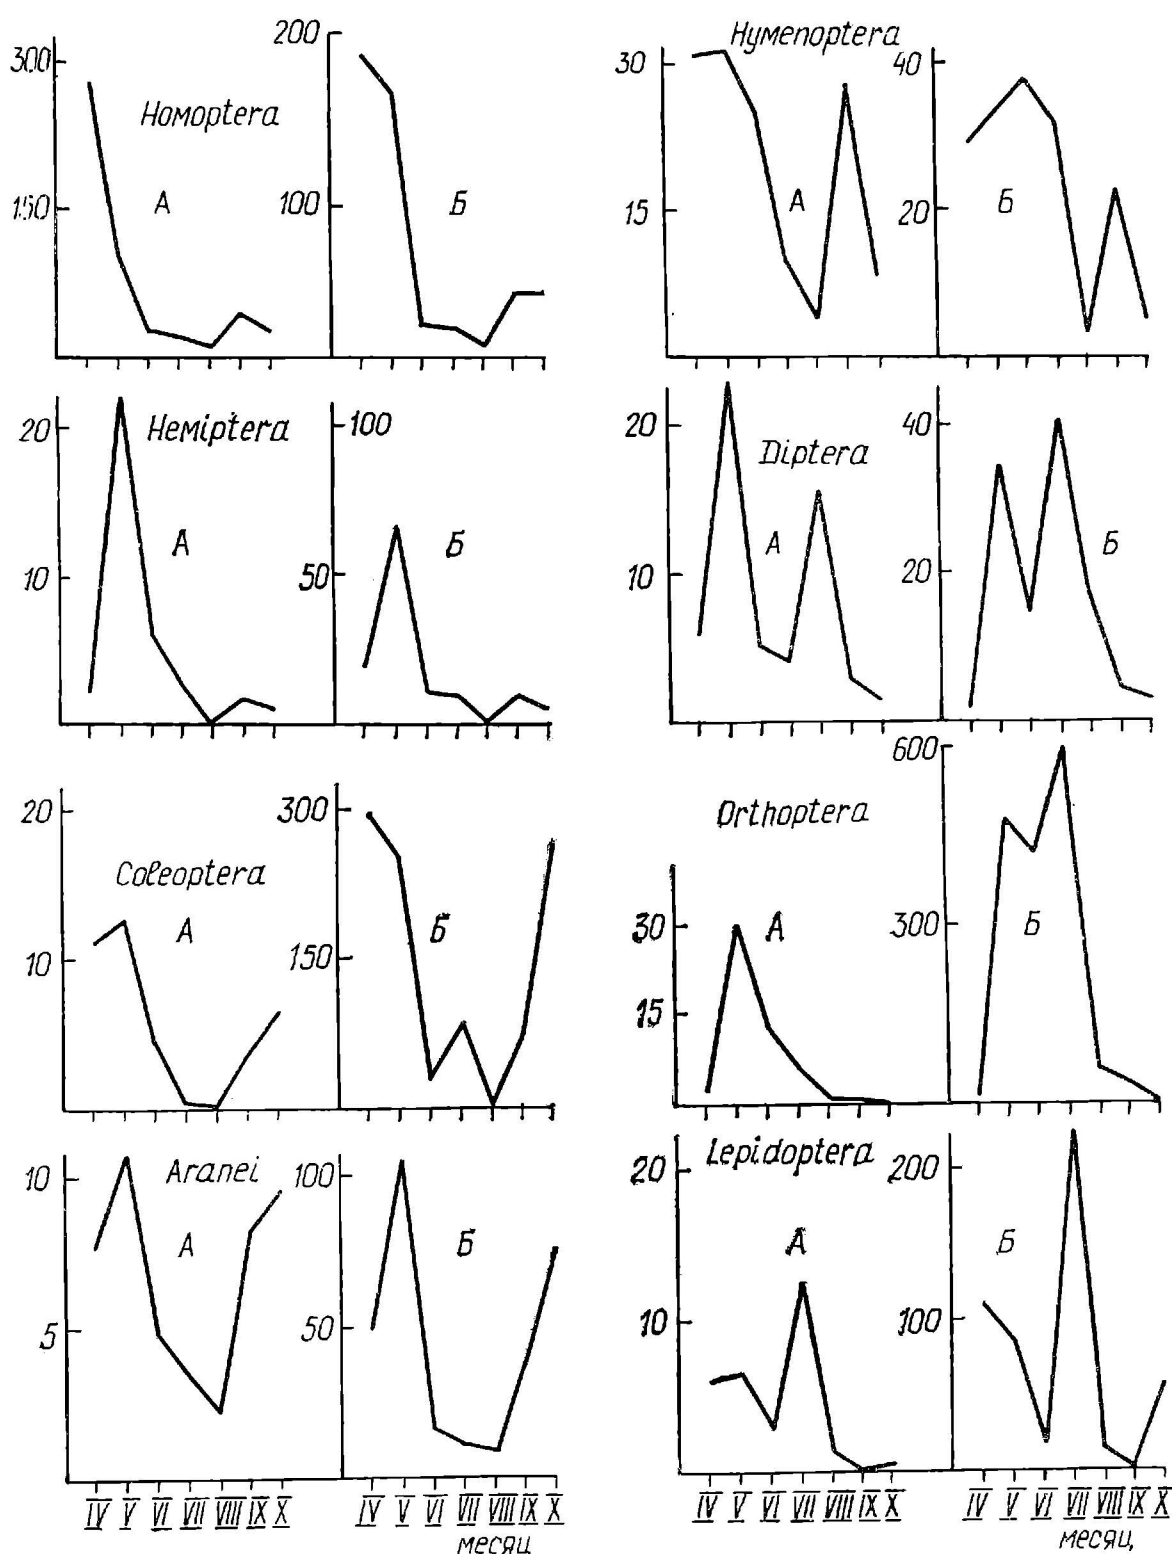 Homoptera
300
150
А
200
100
Б
Hymenoptera
30
15
А
40
20
Б
Hemiptera
20
10
А
100
50
Б
Diptera
20
10
А
40
20
Б
Coleoptera
20
10
А
300
150
Б
Orthoptera
30
15
А
600
300
Б
Aranei
10
5
А
100
50
Б
Lepidoptera
20
10
А
200
100
Б
IV V VI VII VIII IX X
IV V VI VII VIII IX X
месяц
IV V VI VII VIII IX X
IV V VI VII VIII IX X
месяц